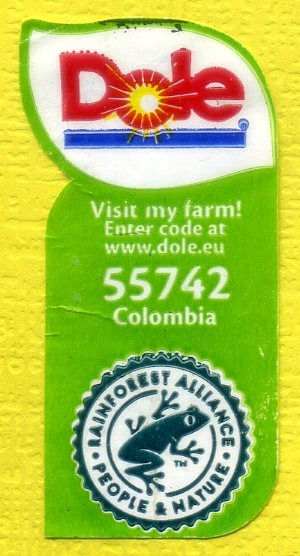 Dole®
Visit my farm!
Enter code at
www.dole.eu
55742
Colombia
RAINFOREST ALLIANCE
TM
PEOPLE & NATURE